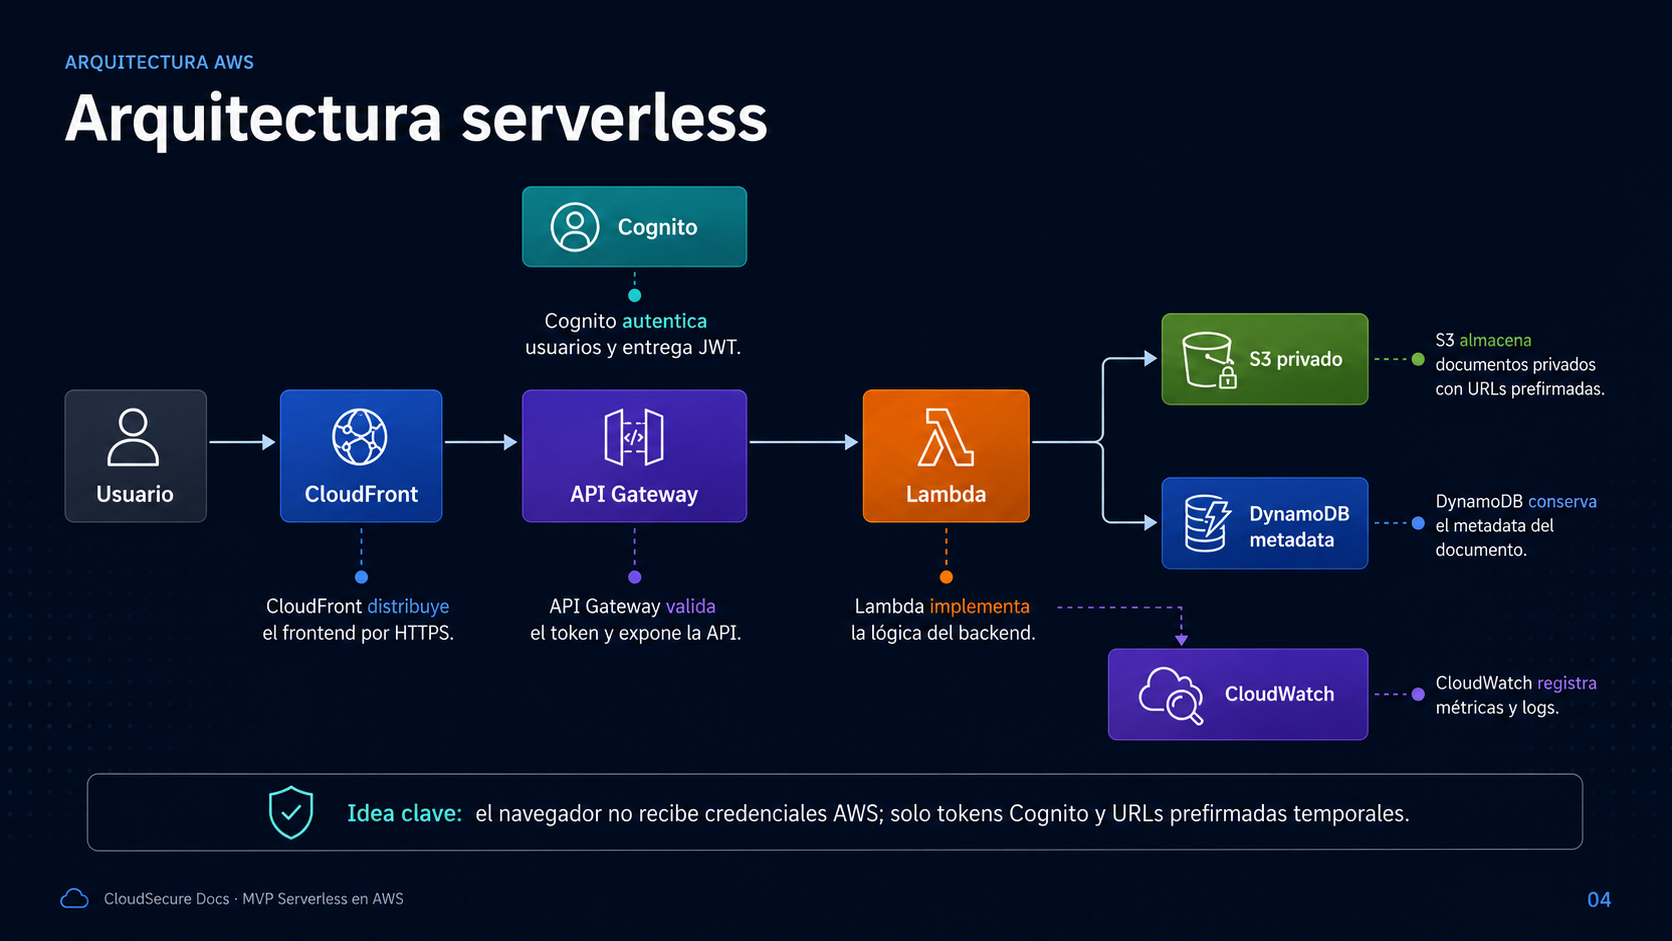 ARQUITECTURA AWS
Arquitectura serverless
Cognito
Cognito autentica
usuarios y entrega JWT.
Usuario
CloudFront
</>
API Gateway
Lambda
S3 privado
S3 almacena
documentos privados
con URLs prefirmadas.
DynamoDB
metadata
DynamoDB conserva
el metadata del
documento.
CloudFront distribuye
el frontend por HTTPS.
API Gateway valida
el token y expone la API.
Lambda implementa
la lógica del backend.
CloudWatch
CloudWatch registra
métricas y logs.
Idea clave: el navegador no recibe credenciales AWS; solo tokens Cognito y URLs prefirmadas temporales.
CloudSecure Docs · MVP Serverless en AWS
04